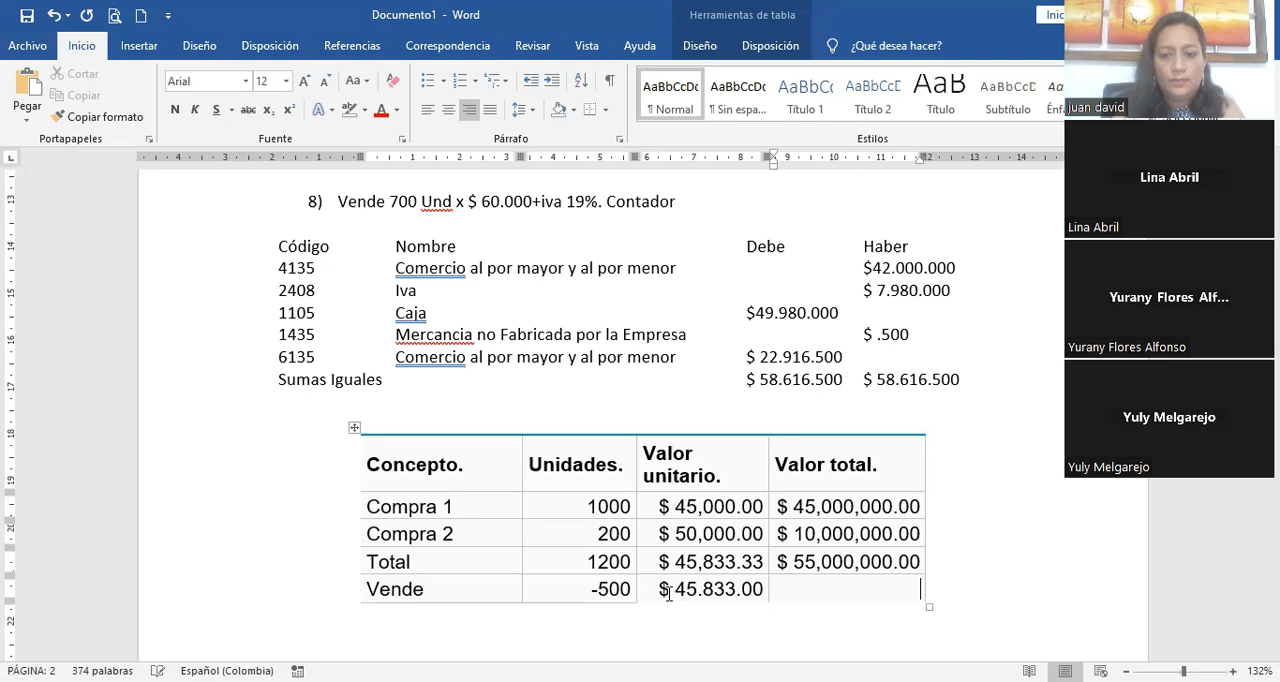 Documento1 - Word
Herramientas de tabla
Inic
Archivo Inicio Insertar Diseño Disposición Referencias Correspondencia Revisar Vista Ayuda Diseño Disposición ¿Qué desea hacer?
Pegar
Cortar
Copiar
Copiar formato
Portapapeles
Arial 12
N K S abc x₂ x²
Fuente
Párrafo
AaBbCcDc AaBbCcDc AaBbCc AaBbCcD AaB AaBbCcD
¶ Normal ¶ Sin espa... Título 1 Título 2 Título Subtítulo
Estilos
8) Vende 700 Und x $ 60.000+iva 19%. Contador
Código Nombre Debe Haber
4135 Comercio al por mayor y al por menor $42.000.000
2408 Iva $ 7.980.000
1105 Caja $49.980.000
1435 Mercancia no Fabricada por la Empresa $ .500
6135 Comercio al por mayor y al por menor $ 22.916.500
Sumas Iguales $ 58.616.500 $ 58.616.500
Concepto. Unidades. Valor unitario. Valor total.
Compra 1 1000 $ 45,000.00 $ 45,000,000.00
Compra 2 200 $ 50,000.00 $ 10,000,000.00
Total 1200 $ 45,833.33 $ 55,000,000.00
Vende -500 $ 45.833.00
juan david
Lina Abril
Lina Abril
Yurany Flores Alf...
Yurany Flores Alfonso
Yuly Melgarejo
Yuly Melgarejo
PÁGINA: 2 374 palabras Español (Colombia) 132%